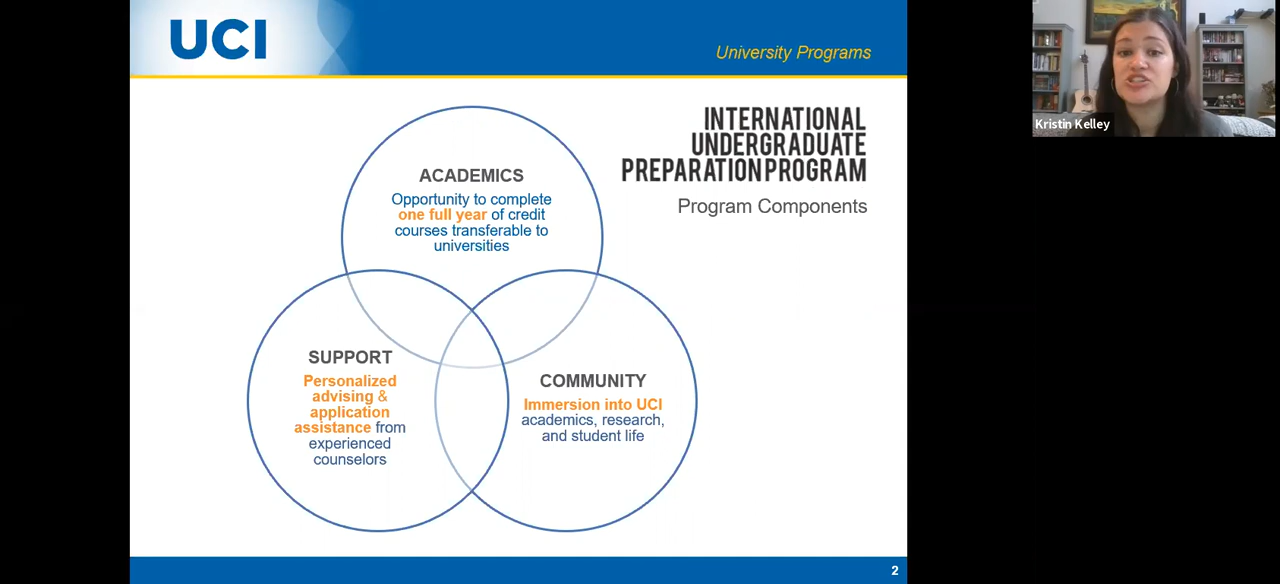 UCI
University Programs
INTERNATIONAL
UNDERGRADUATE
PREPARATION PROGRAM
Program Components
ACADEMICS
Opportunity to complete
one full year of credit
courses transferable to
universities
SUPPORT
Personalized
advising &
application
assistance from
experienced
counselors
COMMUNITY
Immersion into UCI
academics, research,
and student life
2
Kristin Kelley